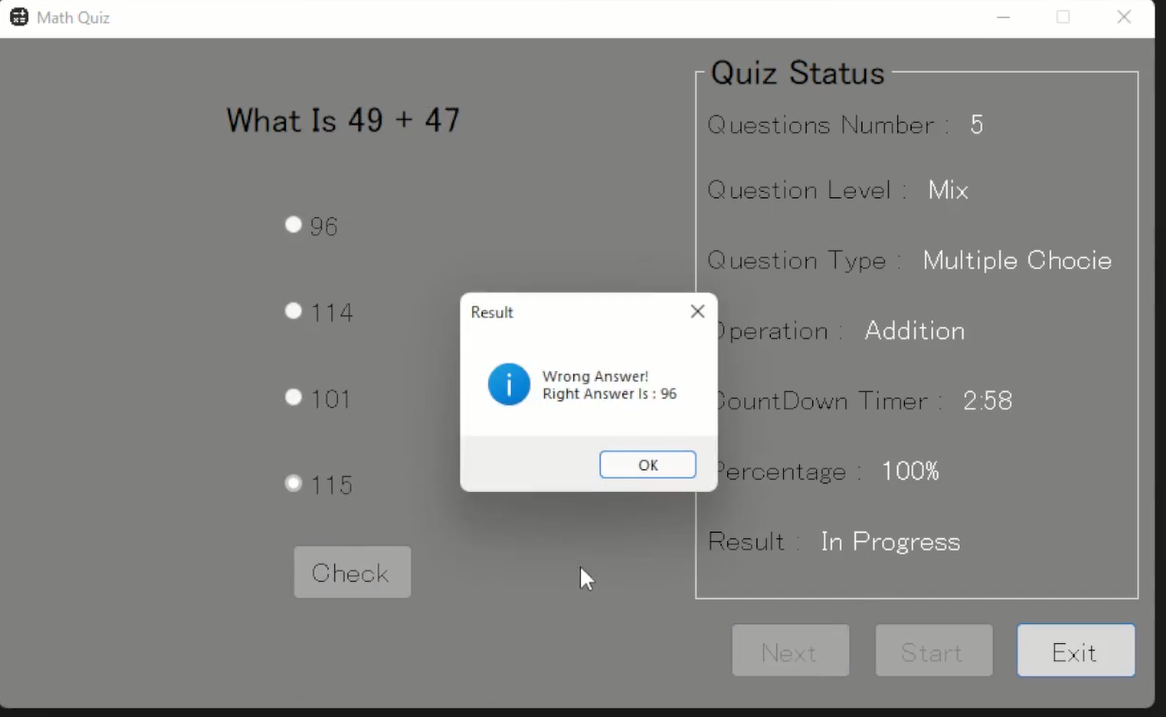 Math Quiz
What Is 49 + 47
96
114
101
115
Check
Quiz Status
Questions Number : 5
Question Level : Mix
Question Type : Multiple Chocie
Operation : Addition
CountDown Timer : 2:58
Percentage : 100%
Result : In Progress
Result
Wrong Answer!
Right Answer Is : 96
OK
Next
Start
Exit